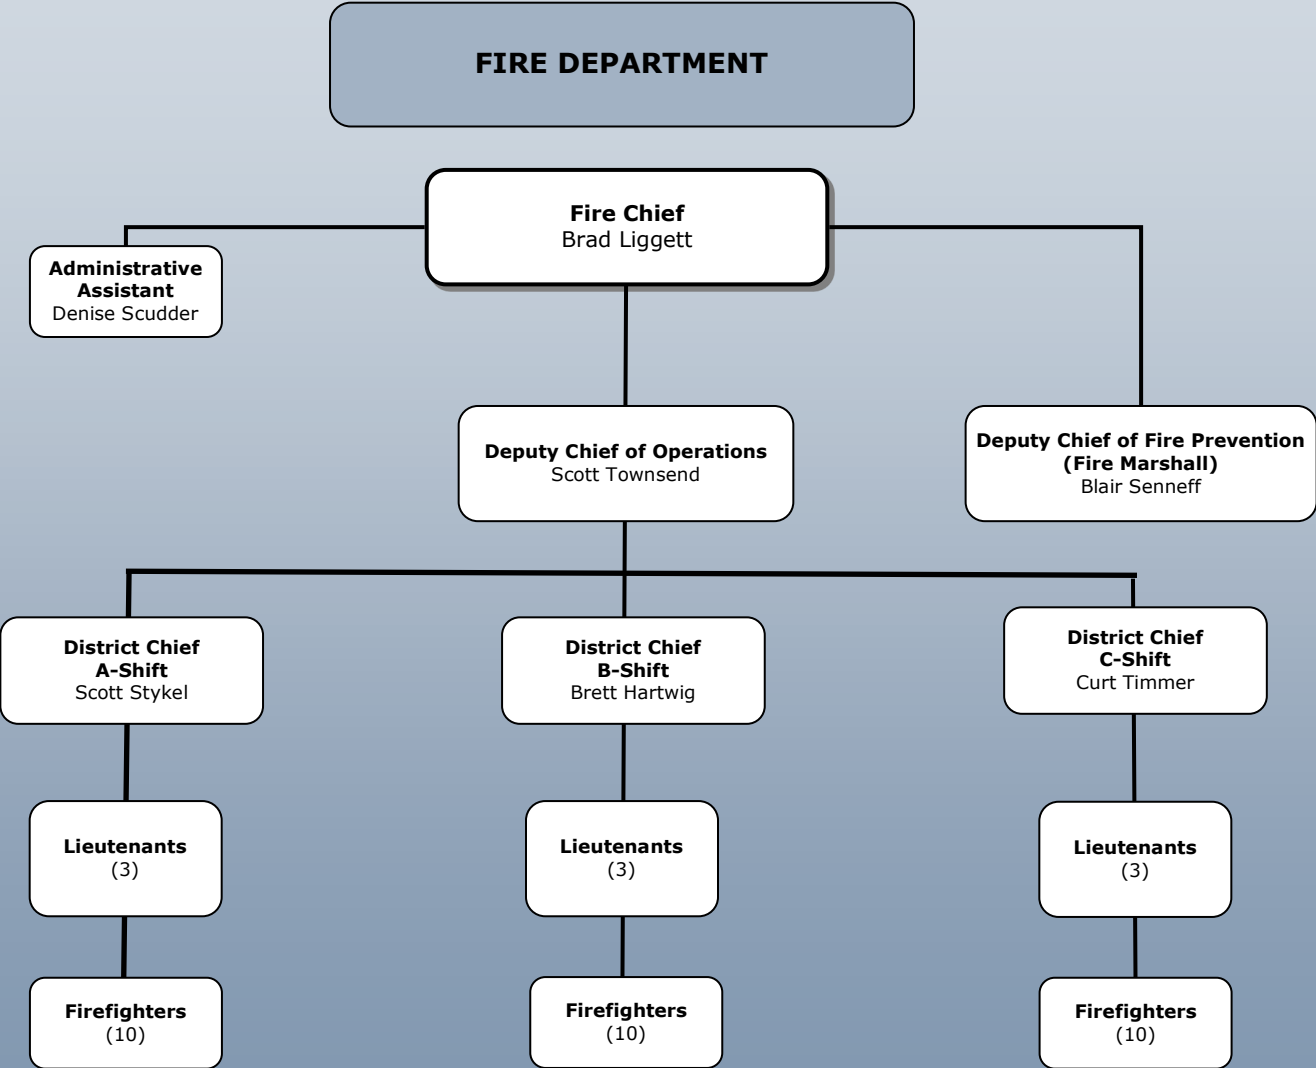 FIRE DEPARTMENT
Fire Chief
Brad Liggett
Administrative
Assistant
Denise Scudder
Deputy Chief of Operations
Scott Townsend
Deputy Chief of Fire Prevention
(Fire Marshall)
Blair Senneff
District Chief
A-Shift
Scott Stykel
District Chief
B-Shift
Brett Hartwig
District Chief
C-Shift
Curt Timmer
Lieutenants
(3)
Lieutenants
(3)
Lieutenants
(3)
Firefighters
(10)
Firefighters
(10)
Firefighters
(10)